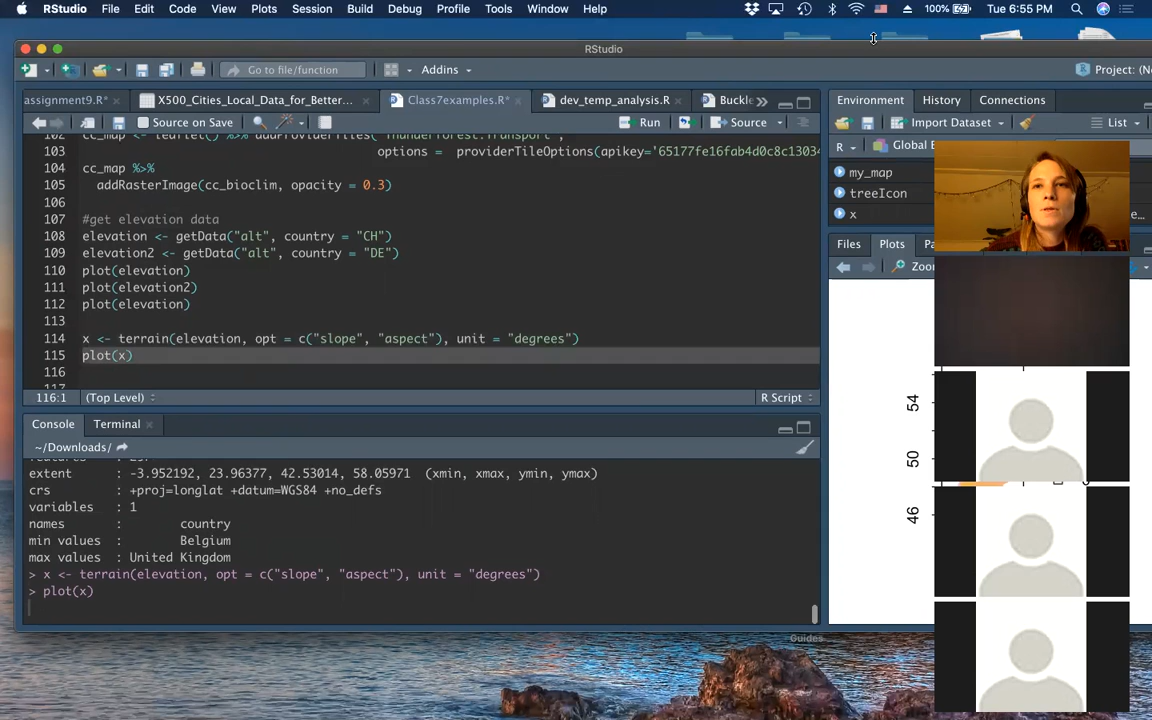 RStudio File Edit Code View Plots Session Build Debug Profile Tools Window Help 100% Tue 6:55 PM
RStudio
Go to file/function Addins Project: (N
assignment9.R* X500_Cities_Local_Data_for_Better... Class7examples.R* dev_temp_analysis.R Buckle
Environment History Connections
Source on Save Run Source
Import Dataset List
R Global E
103 options = providerTileOptions(apikey='65177fe16fab4d0c8c13034
104 cc_map %>%
105 addRasterImage(cc_bioclim, opacity = 0.3)
106
107 #get elevation data
108 elevation <- getData("alt", country = "CH")
109 elevation2 <- getData("alt", country = "DE")
110 plot(elevation)
111 plot(elevation2)
112 plot(elevation)
113
114 x <- terrain(elevation, opt = c("slope", "aspect"), unit = "degrees")
115 plot(x)
116
116:1 (Top Level) R Script
my_map
treeIcon
x
Files Plots Pa
Zoo
54
50
46
Console Terminal
~/Downloads/
extent : -3.952192, 23.96377, 42.53014, 58.05971 (xmin, xmax, ymin, ymax)
crs : +proj=longlat +datum=WGS84 +no_defs
variables : 1
names : country
min values : Belgium
max values : United Kingdom
> x <- terrain(elevation, opt = c("slope", "aspect"), unit = "degrees")
> plot(x)
Guides